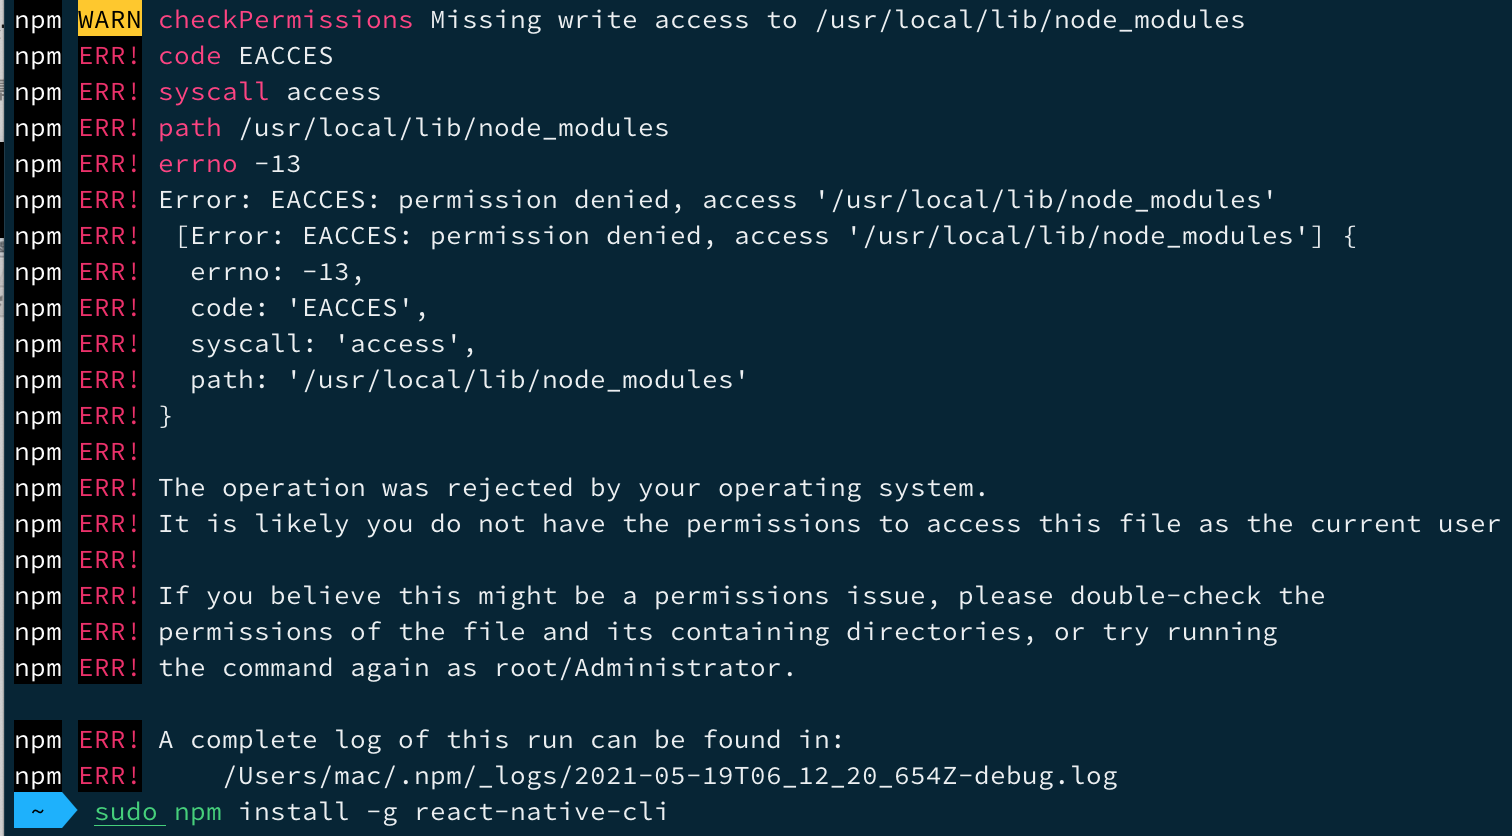 npm WARN checkPermissions Missing write access to /usr/local/lib/node_modules
npm ERR! code EACCES
npm ERR! syscall access
npm ERR! path /usr/local/lib/node_modules
npm ERR! errno -13
npm ERR! Error: EACCES: permission denied, access '/usr/local/lib/node_modules'
npm ERR!  [Error: EACCES: permission denied, access '/usr/local/lib/node_modules'] {
npm ERR!   errno: -13,
npm ERR!   code: 'EACCES',
npm ERR!   syscall: 'access',
npm ERR!   path: '/usr/local/lib/node_modules'
npm ERR! }
npm ERR!
npm ERR! The operation was rejected by your operating system.
npm ERR! It is likely you do not have the permissions to access this file as the current user
npm ERR!
npm ERR! If you believe this might be a permissions issue, please double-check the
npm ERR! permissions of the file and its containing directories, or try running
npm ERR! the command again as root/Administrator.
npm ERR! A complete log of this run can be found in:
npm ERR!     /Users/mac/.npm/_logs/2021-05-19T06_12_20_654Z-debug.log
~ sudo npm install -g react-native-cli